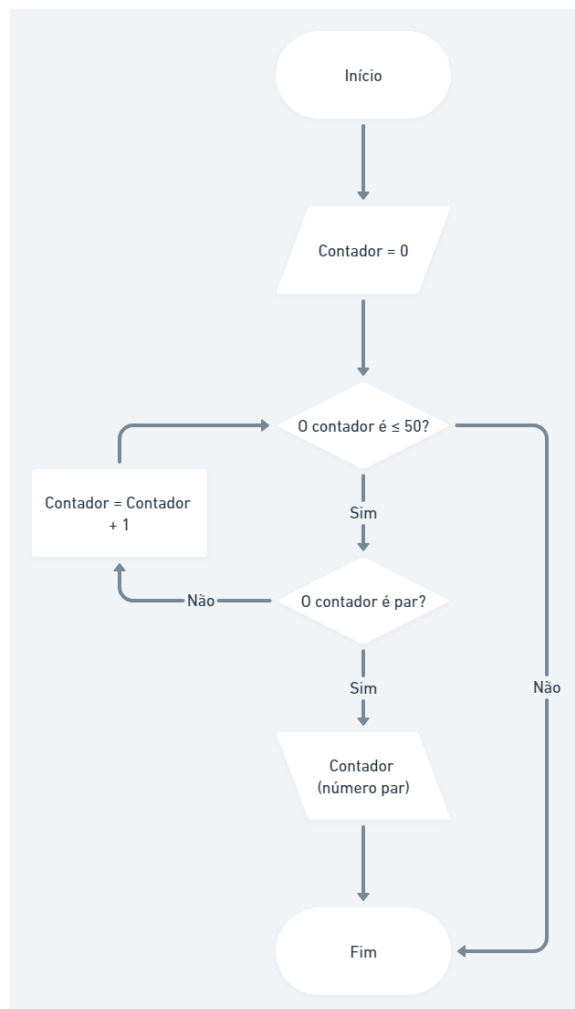 Início
Contador = 0
O contador é ≤ 50?
Contador = Contador
+ 1
Sim
O contador é par?
Não
Sim
Não
Contador
(número par)
Fim